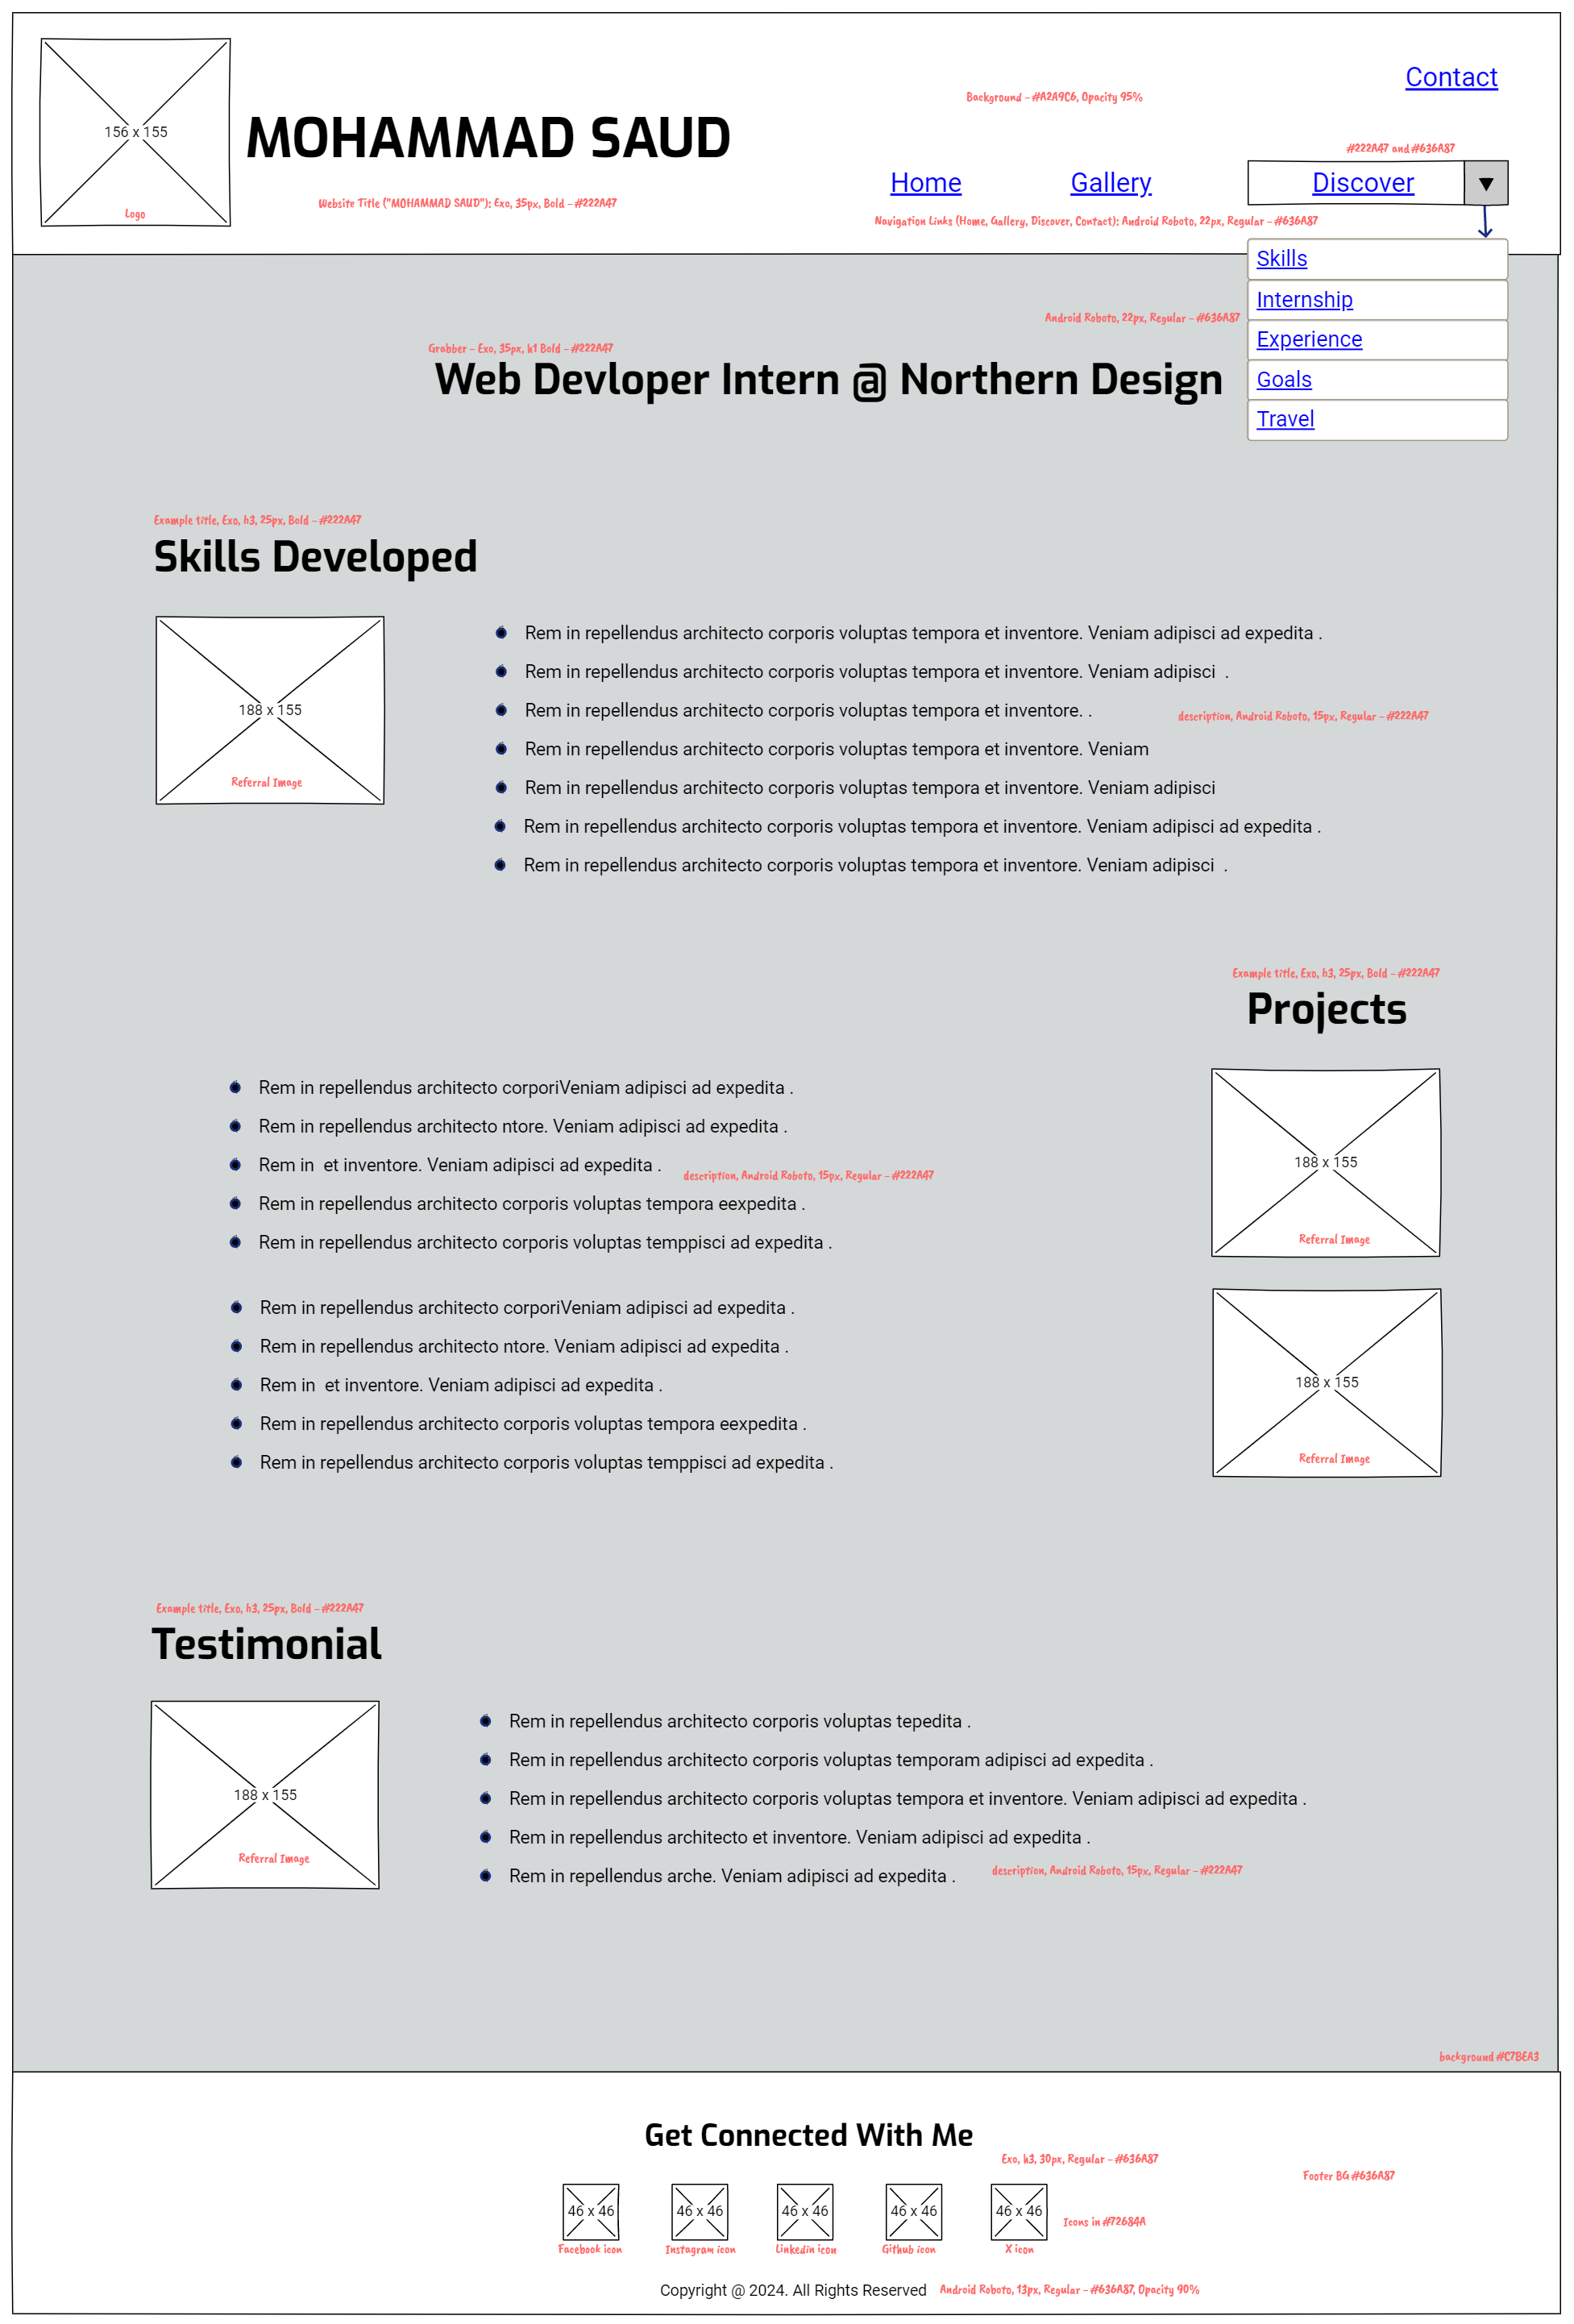 Contact
Background – #A2A9C6, Opacity 95%
156 x 155
MOHAMMAD SAUD
#222A47 and #636A87
Home
Gallery
Discover
▼
Logo
Website Title ("MOHAMMAD SAUD"): Exo, 35px, Bold – #222A47
Navigation Links (Home, Gallery, Discover, Contact): Android Roboto, 22px, Regular – #636A87
Skills
Internship
Experience
Goals
Travel
Android Roboto, 22px, Regular – #636A87
Grabber – Exo, 35px, h1 Bold – #222A47
Web Devloper Intern @ Northern Design
Example title, Exo, h3, 25px, Bold – #222A47
Skills Developed
188 x 155
Referral Image
Rem in repellendus architecto corporis voluptas tempora et inventore. Veniam adipisci ad expedita .
Rem in repellendus architecto corporis voluptas tempora et inventore. Veniam adipisci  .
Rem in repellendus architecto corporis voluptas tempora et inventore. .
description, Android Roboto, 15px, Regular – #222A47
Rem in repellendus architecto corporis voluptas tempora et inventore. Veniam
Rem in repellendus architecto corporis voluptas tempora et inventore. Veniam adipisci
Rem in repellendus architecto corporis voluptas tempora et inventore. Veniam adipisci ad expedita .
Rem in repellendus architecto corporis voluptas tempora et inventore. Veniam adipisci  .
Example title, Exo, h3, 25px, Bold – #222A47
Projects
Rem in repellendus architecto corporiVeniam adipisci ad expedita .
Rem in repellendus architecto ntore. Veniam adipisci ad expedita .
Rem in  et inventore. Veniam adipisci ad expedita .
description, Android Roboto, 15px, Regular – #222A47
Rem in repellendus architecto corporis voluptas tempora eexpedita .
Rem in repellendus architecto corporis voluptas temppisci ad expedita .
188 x 155
Referral Image
Rem in repellendus architecto corporiVeniam adipisci ad expedita .
Rem in repellendus architecto ntore. Veniam adipisci ad expedita .
Rem in  et inventore. Veniam adipisci ad expedita .
Rem in repellendus architecto corporis voluptas tempora eexpedita .
Rem in repellendus architecto corporis voluptas temppisci ad expedita .
188 x 155
Referral Image
Example title, Exo, h3, 25px, Bold – #222A47
Testimonial
188 x 155
Referral Image
Rem in repellendus architecto corporis voluptas tepedita .
Rem in repellendus architecto corporis voluptas temporam adipisci ad expedita .
Rem in repellendus architecto corporis voluptas tempora et inventore. Veniam adipisci ad expedita .
Rem in repellendus architecto et inventore. Veniam adipisci ad expedita .
Rem in repellendus arche. Veniam adipisci ad expedita .
description, Android Roboto, 15px, Regular – #222A47
background #C7BEA3
Get Connected With Me
Exo, h3, 30px, Regular – #636A87
Footer BG #636A87
46 x 46
46 x 46
46 x 46
46 x 46
46 x 46
Icons in #72684A
Facebook icon
Instagram icon
Linkedin icon
Github icon
X icon
Copyright @ 2024. All Rights Reserved
Android Roboto, 13px, Regular – #636A87, Opacity 90%